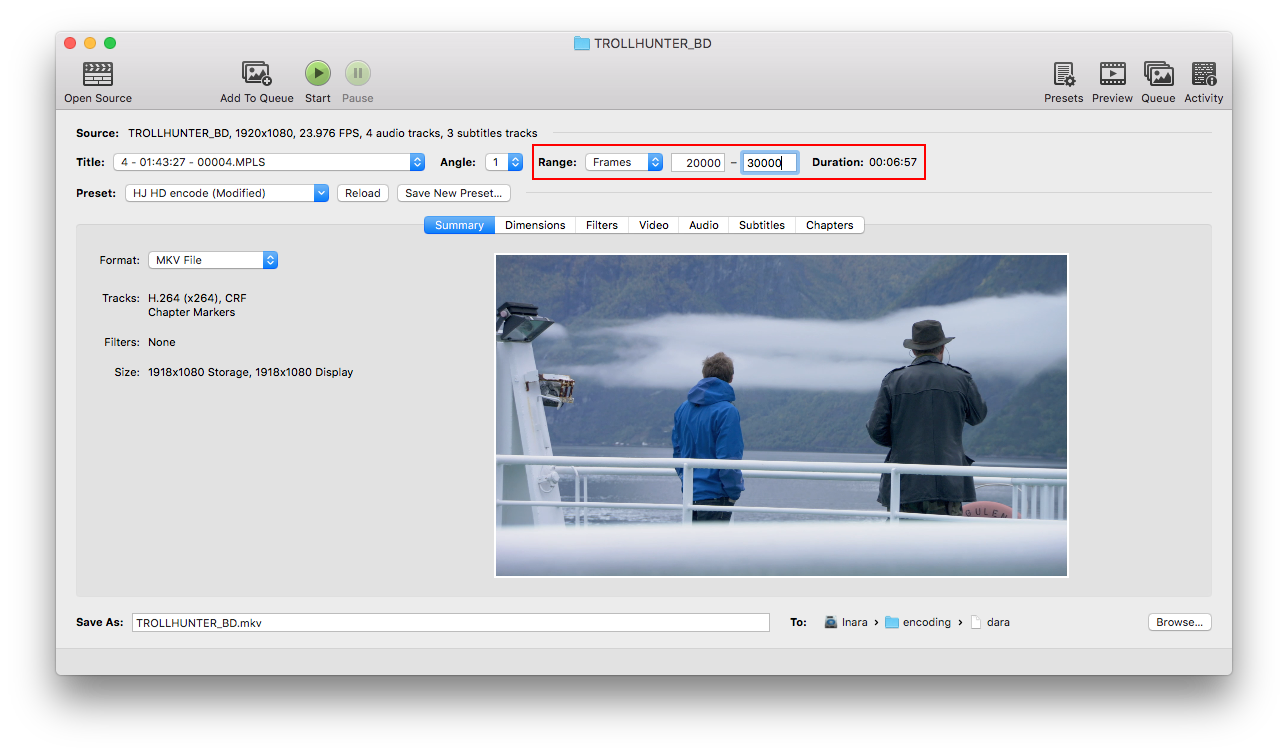 TROLLHUNTER_BD
Open Source Add To Queue Start Pause Presets Preview Queue Activity
Source: TROLLHUNTER_BD, 1920x1080, 23.976 FPS, 4 audio tracks, 3 subtitles tracks
Title: 4 - 01:43:27 - 00004.MPLS Angle: 1 Range: Frames 20000 – 30000 Duration: 00:06:57
Preset: HJ HD encode (Modified) Reload Save New Preset...
Summary Dimensions Filters Video Audio Subtitles Chapters
Format: MKV File
Tracks: H.264 (x264), CRF
Chapter Markers
Filters: None
Size: 1918x1080 Storage, 1918x1080 Display
GULEN
Save As: TROLLHUNTER_BD.mkv To: Inara › encoding › dara Browse...